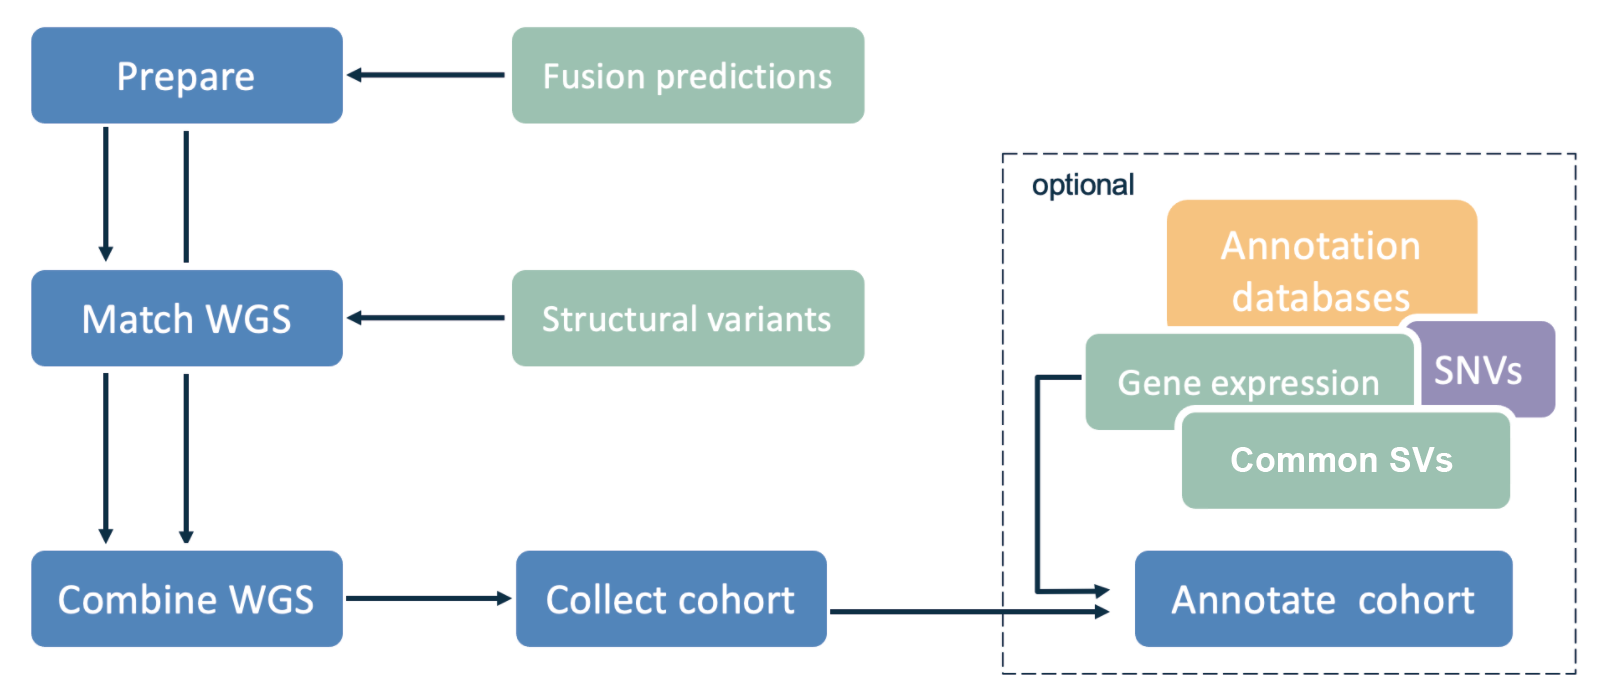 Prepare
Fusion predictions
Match WGS
Structural variants
Combine WGS
Collect cohort
optional
Annotation
databases
Gene expression
SNVs
Common SVs
Annotate cohort